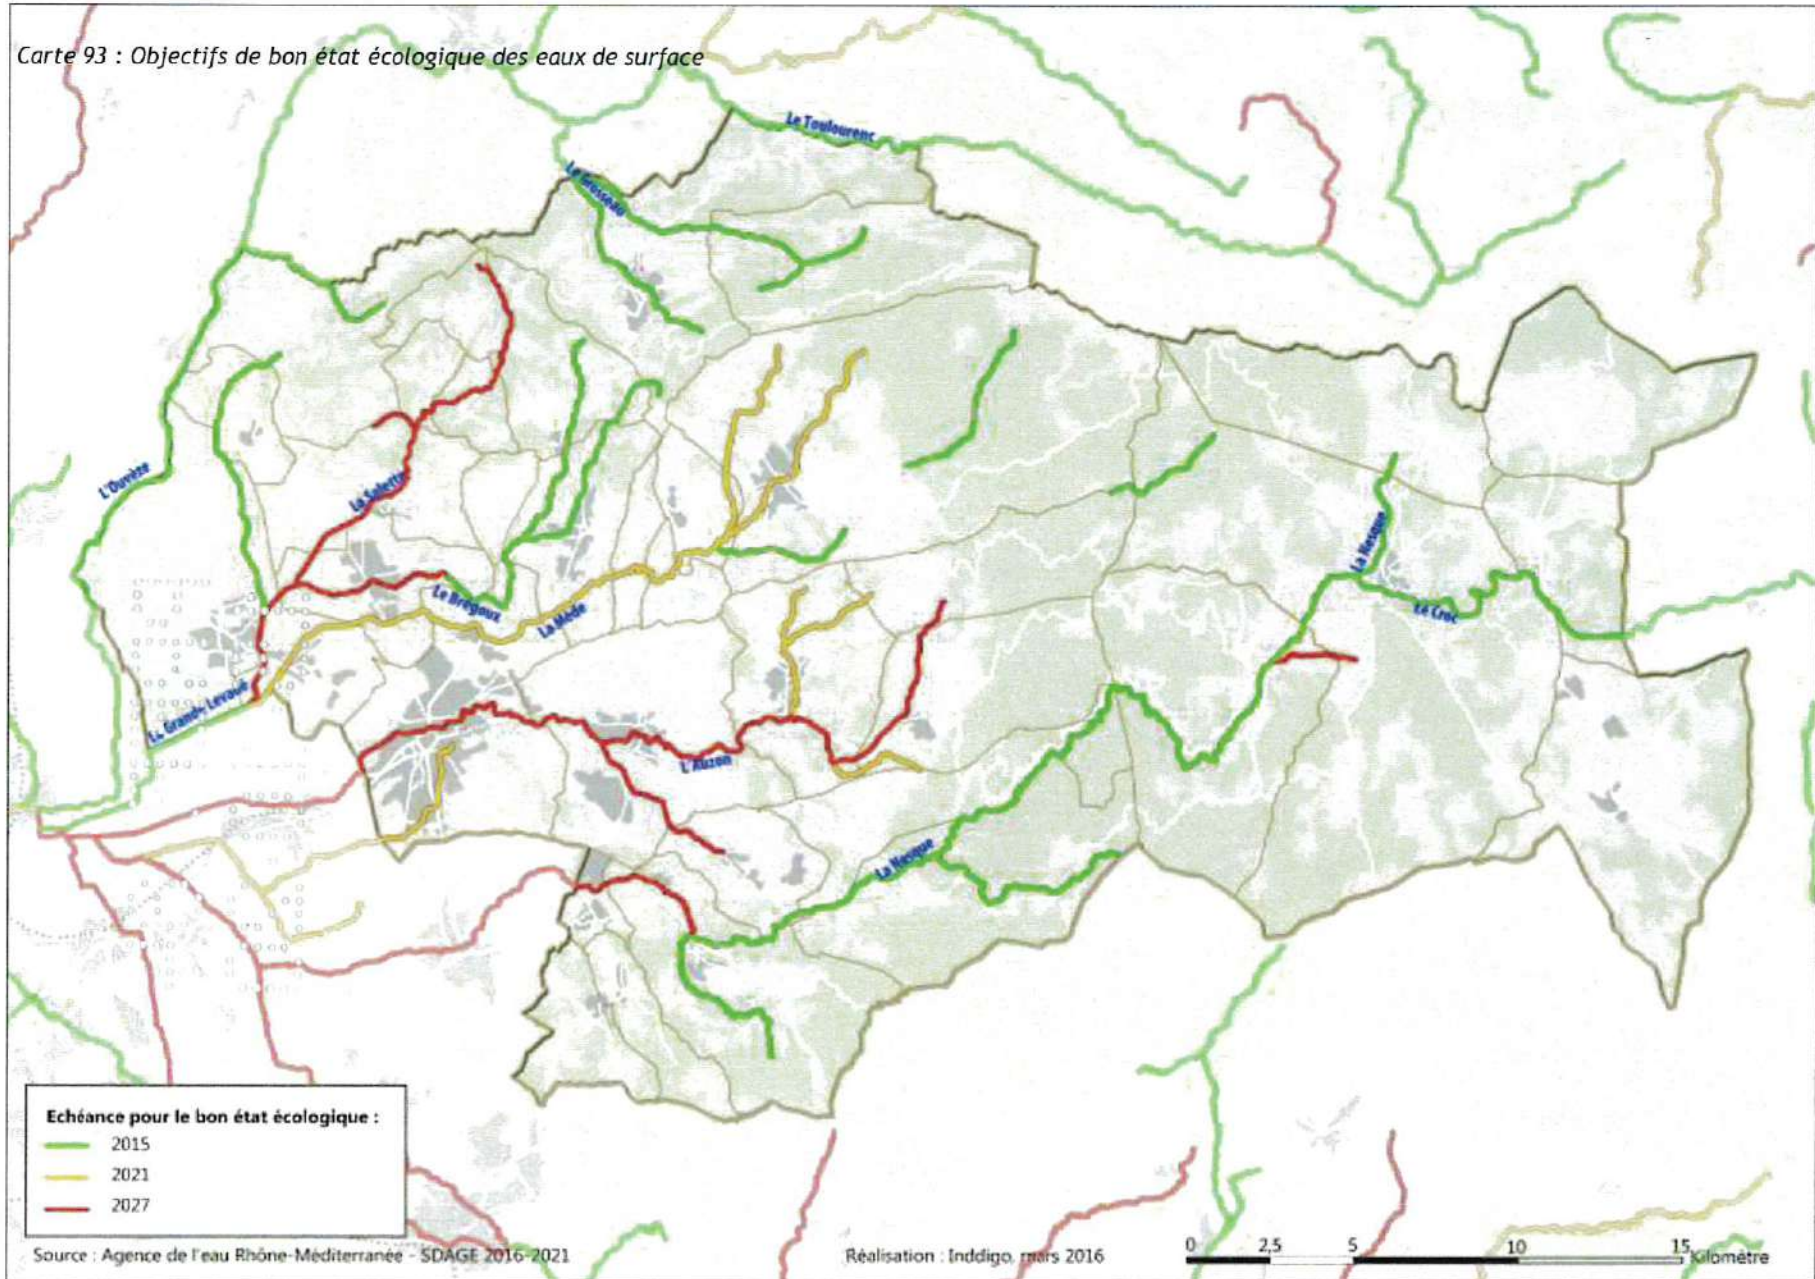 Carte 93 : Objectifs de bon état écologique des eaux de surface
Le Toulourenc
Le Groseau
L'Ouvèze
La Salette
La Nesque
Le Brégoux
La Mède
Le Croc
Le Grand Levaué
L'Auzon
La Nesque
Echéance pour le bon état écologique :
2015
2021
2027
Source : Agence de l'eau Rhône-Méditerranée - SDAGE 2016-2021
Réalisation : Inddigo, mars 2016
0 2,5 5 10 15
Kilomètre